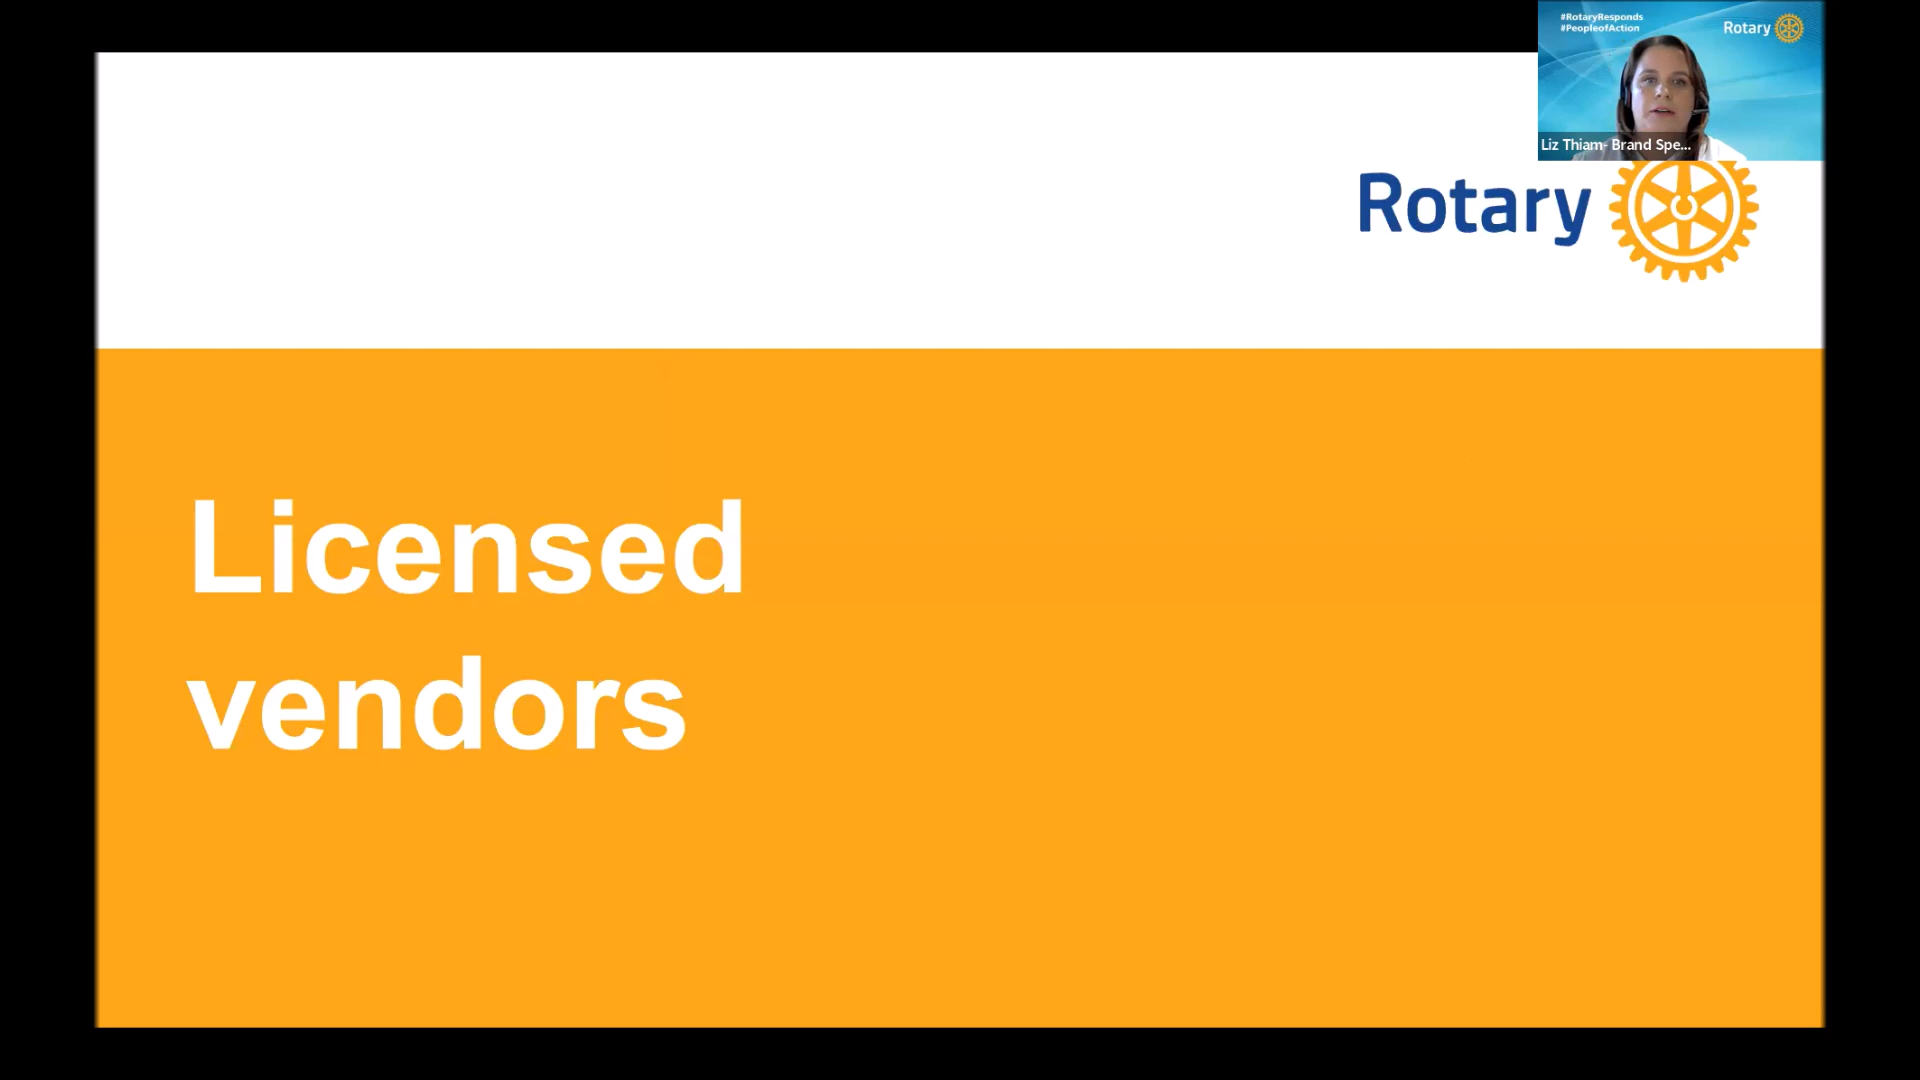 #RotaryResponds
#PeopleofAction
Rotary
Liz Thiam- Brand Spe...
Rotary
Licensed
vendors